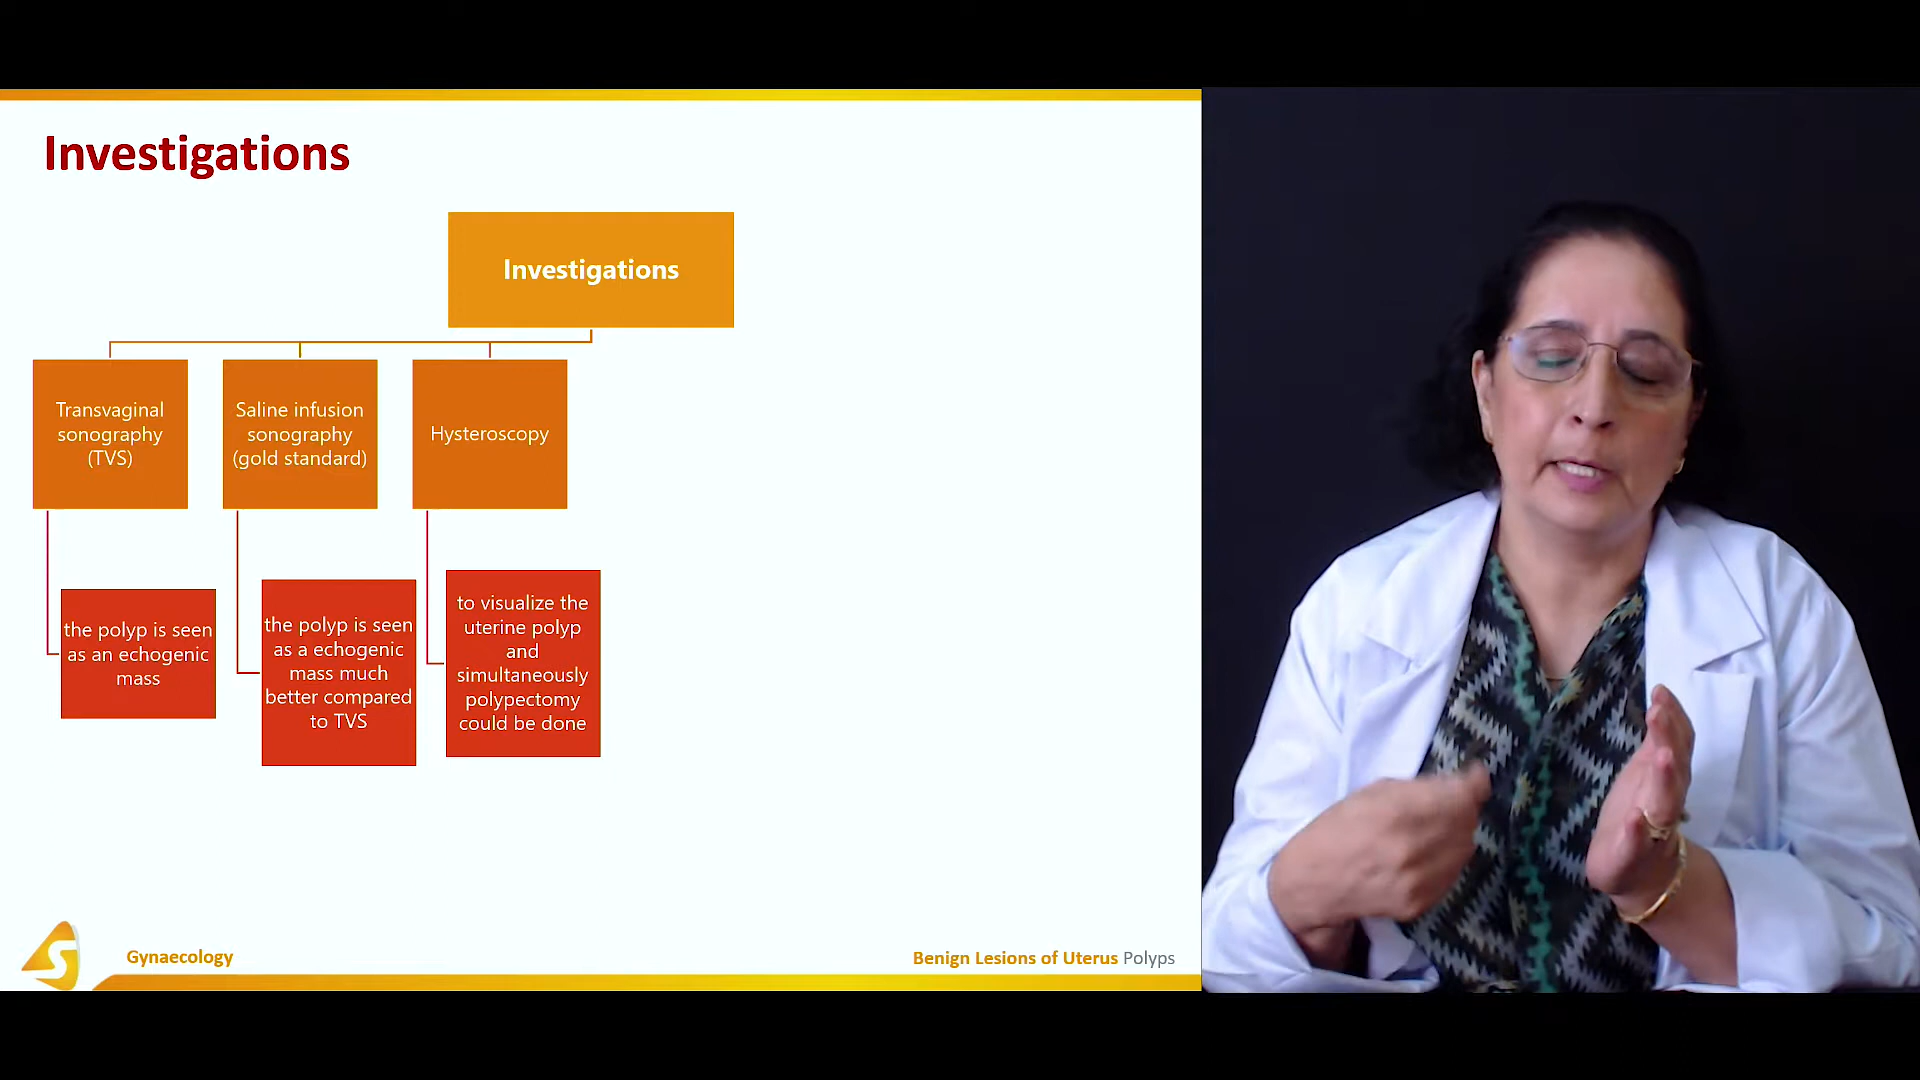 Investigations
Investigations
Transvaginal
sonography
(TVS)
Saline infusion
sonography
(gold standard)
Hysteroscopy
the polyp is seen
as an echogenic
mass
the polyp is seen
as a echogenic
mass much
better compared
to TVS
to visualize the
uterine polyp
and
simultaneously
polypectomy
could be done
S
Gynaecology
Benign Lesions of Uterus Polyps